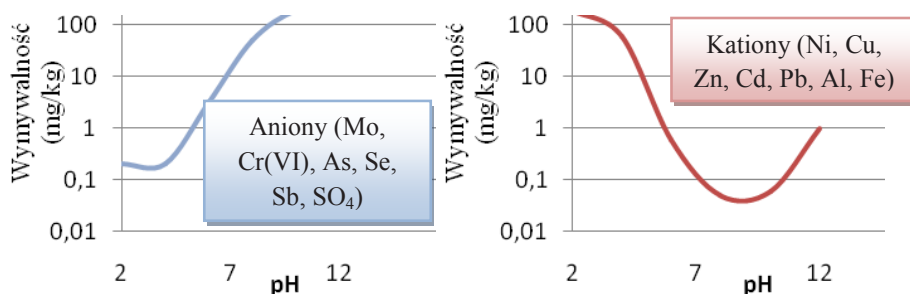 Wymywalność
(mg/kg)
100
10
1
0,1
0,01
2
7
12
pH
Aniony (Mo,
Cr(VI), As, Se,
Sb, SO₄)
Wymywalność
(mg/kg)
100
10
1
0,1
0,01
2
7
12
pH
Kationy (Ni, Cu,
Zn, Cd, Pb, Al, Fe)